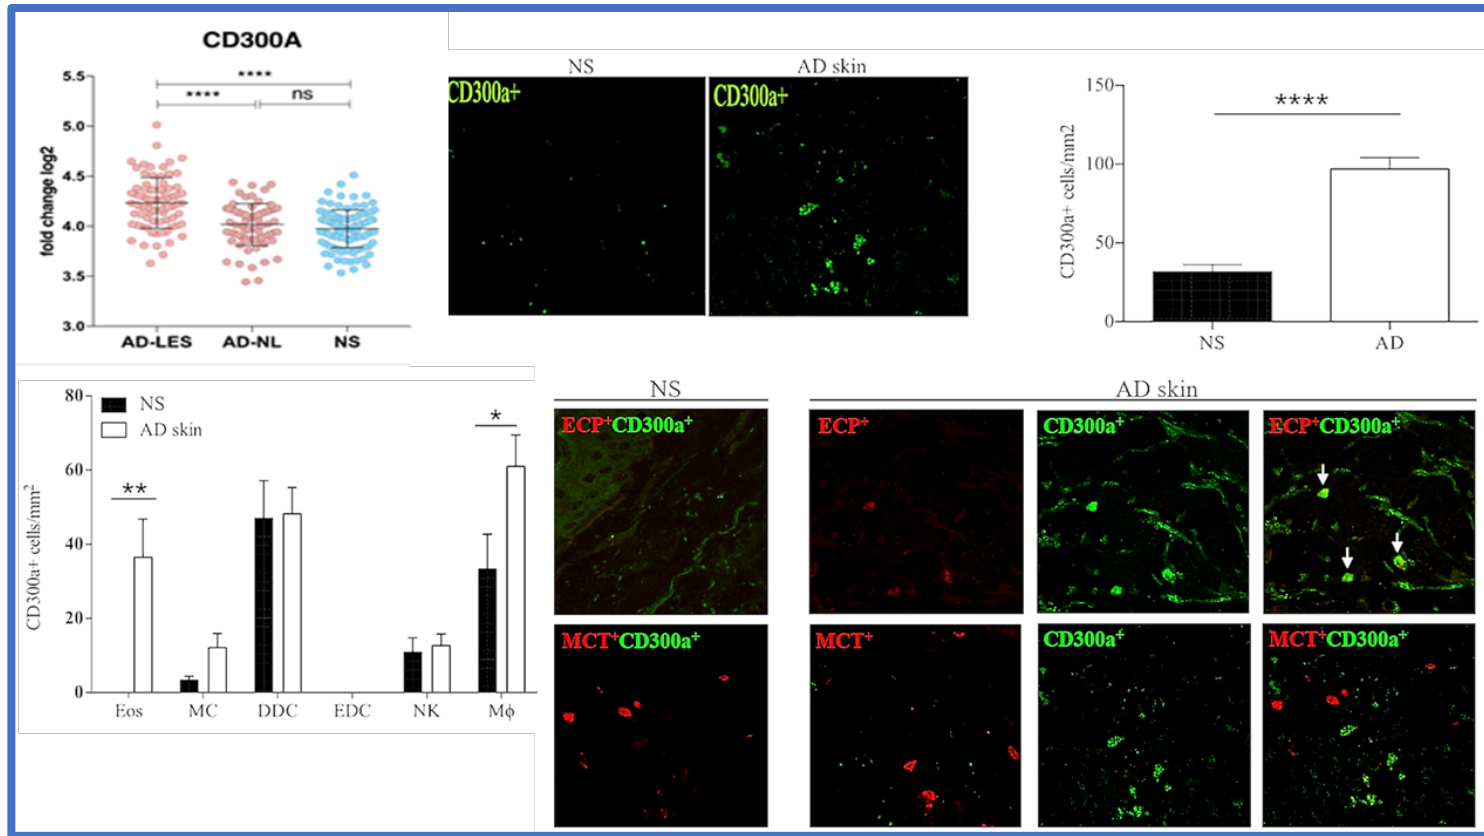 CD300A
****
****
ns
5.5
5.0
4.5
4.0
3.5
3.0
fold change log2
AD-LES AD-NL NS
NS AD skin
CD300a+ CD300a+
150
100
50
0
CD300a+ cells/mm2
****
NS AD
80
60
40
20
0
CD300a+ cells/mm²
NS
AD skin
**
*
Eos MC DDC EDC NK Mϕ
NS AD skin
ECP⁺CD300a⁺ ECP⁺ CD300a⁺ ECP⁺CD300a⁺
MCT⁺CD300a⁺ MCT⁺ CD300a⁺ MCT⁺CD300a⁺